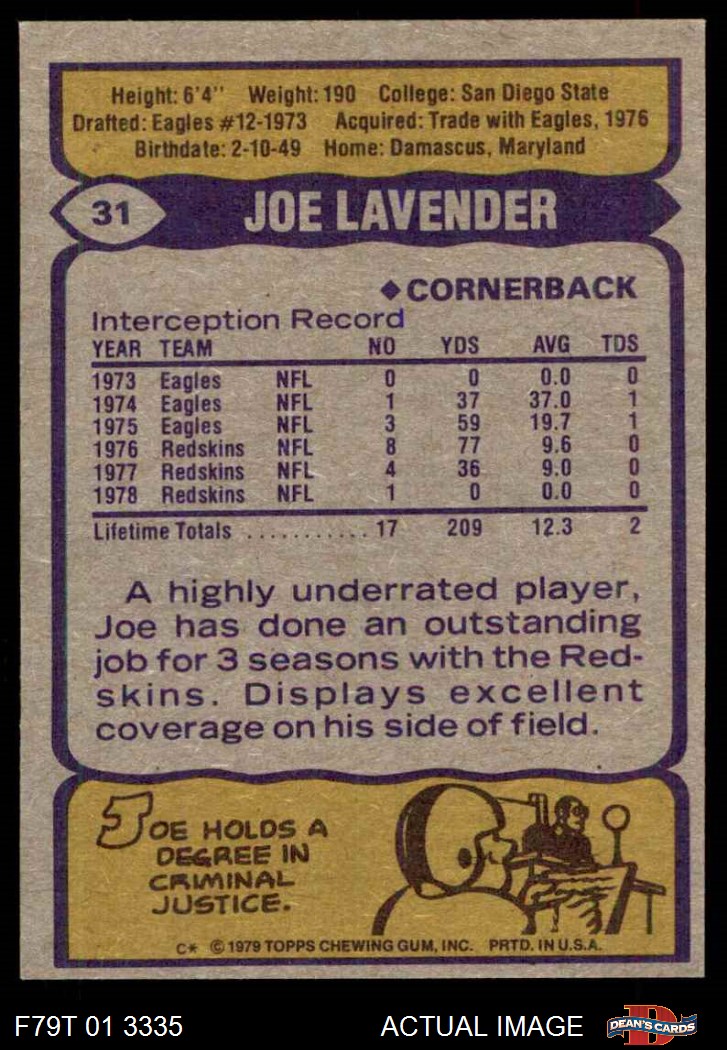 Height: 6'4" Weight: 190 College: San Diego State
Drafted: Eagles #12-1973 Acquired: Trade with Eagles, 1976
Birthdate: 2-10-49 Home: Damascus, Maryland
31 JOE LAVENDER
◆CORNERBACK
Interception Record
YEAR TEAM NO YDS AVG TDS
1973 Eagles NFL 0 0 0.0 0
1974 Eagles NFL 1 37 37.0 1
1975 Eagles NFL 3 59 19.7 1
1976 Redskins NFL 8 77 9.6 0
1977 Redskins NFL 4 36 9.0 0
1978 Redskins NFL 1 0 0.0 0
Lifetime Totals ........... 17 209 12.3 2
A highly underrated player,
Joe has done an outstanding
job for 3 seasons with the Red-
skins. Displays excellent
coverage on his side of field.
JOE HOLDS A
DEGREE IN
CRIMINAL
JUSTICE.
C* © 1979 TOPPS CHEWING GUM, INC. PRTD. IN U.S.A.
F79T 01 3335 ACTUAL IMAGE D DEAN'S CARDS